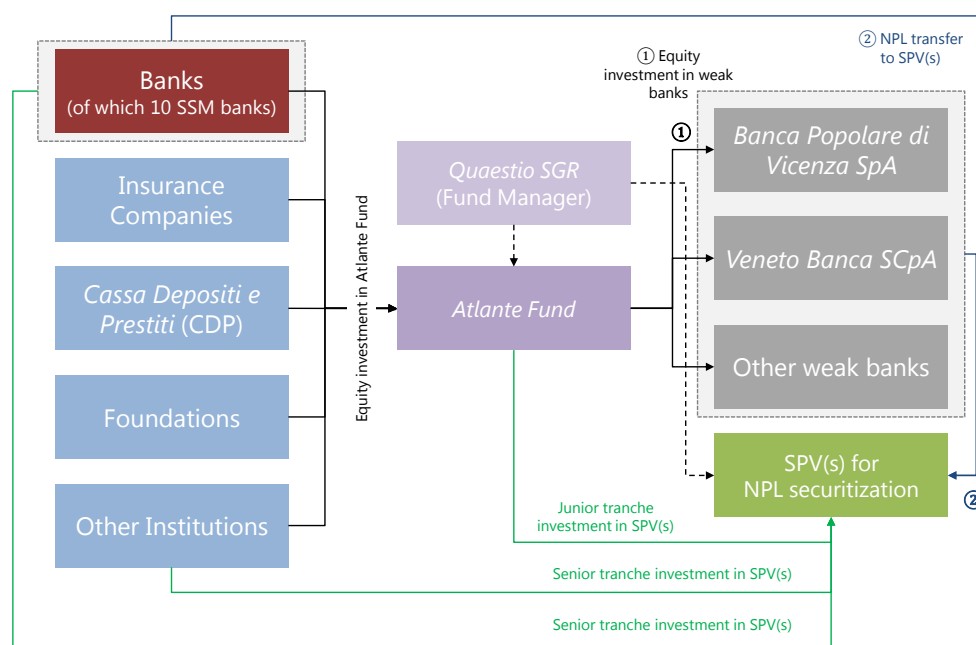 ② NPL transfer
to SPV(s)
① Equity
investment in weak
banks
Banks
(of which 10 SSM banks)
①
Banca Popolare di
Vicenza SpA
Quaestio SGR
(Fund Manager)
Insurance
Companies
Equity investment in Atlante Fund
Veneto Banca SCpA
Cassa Depositi e
Prestiti (CDP)
Atlante Fund
Other weak banks
Foundations
SPV(s) for
NPL securitization
②
Other Institutions
Junior tranche
investment in SPV(s)
Senior tranche investment in SPV(s)
Senior tranche investment in SPV(s)